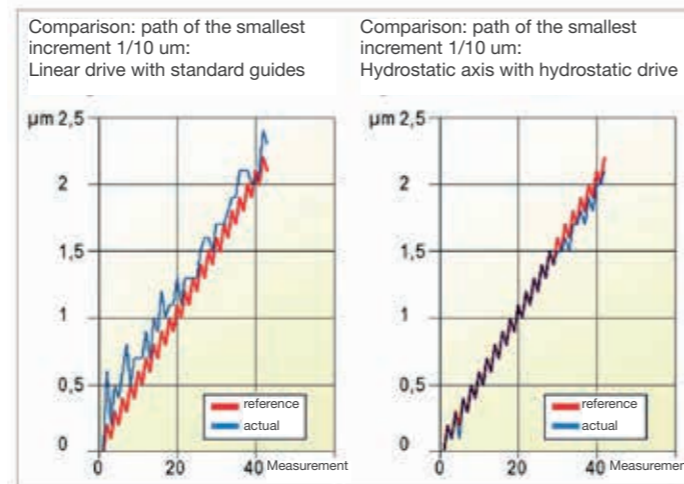 Comparison: path of the smallest
increment 1/10 um:
Linear drive with standard guides
µm 2,5
2
1,5
1
0,5
0
reference
actual
0
20
40 Measurement
Comparison: path of the smallest
increment 1/10 um:
Hydrostatic axis with hydrostatic drive
µm 2,5
2
1,5
1
0,5
0
reference
actual
0
20
40